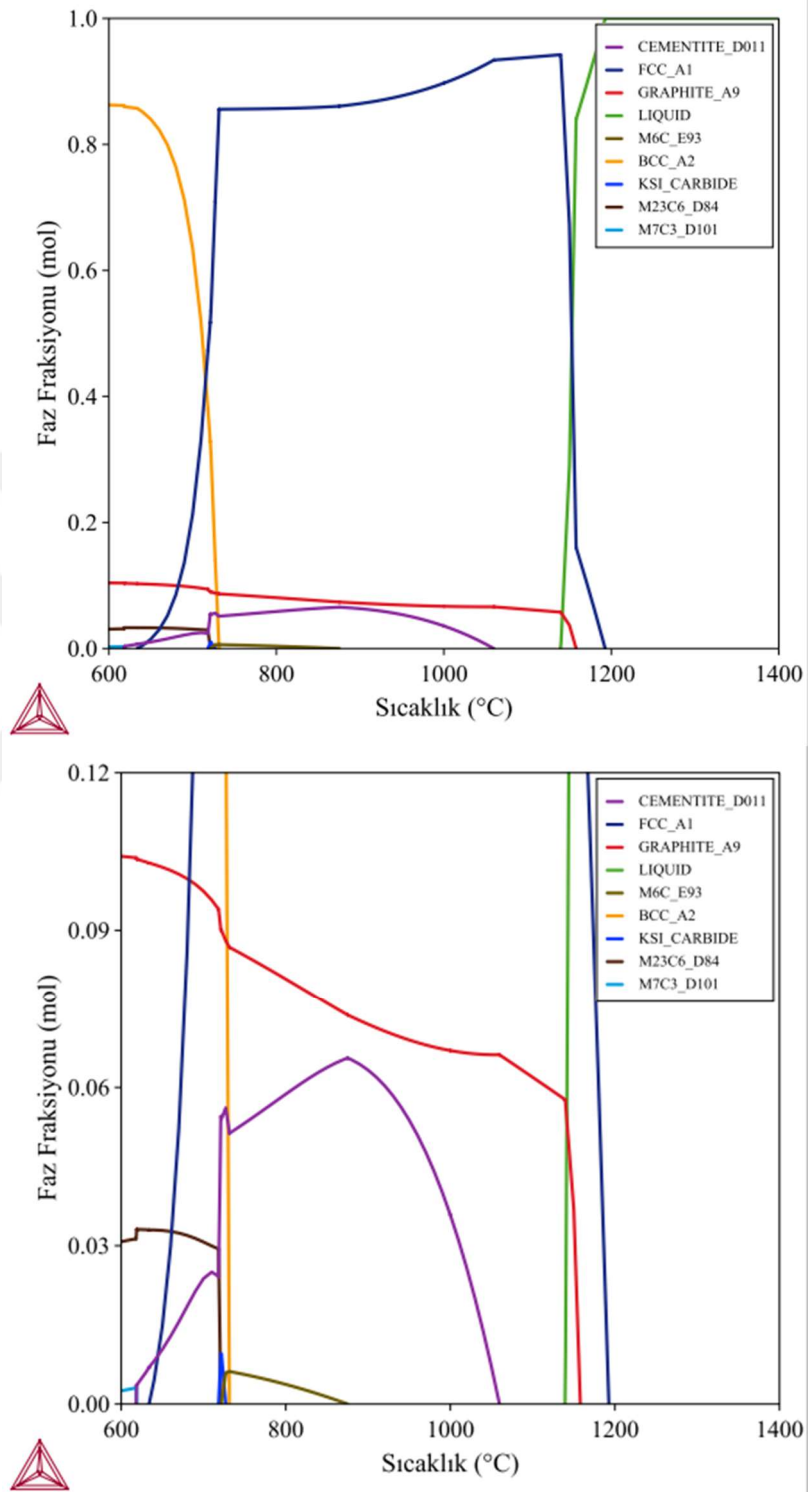 1.0
0.8
0.6
0.4
0.2
0.0
Faz Fraksiyonu (mol)
CEMENTITE_D011
FCC_A1
GRAPHITE_A9
LIQUID
M6C_E93
BCC_A2
KSI_CARBIDE
M23C6_D84
M7C3_D101
600 800 1000 1200 1400
Sıcaklık (°C)
0.12
0.09
0.06
0.03
0.00
Faz Fraksiyonu (mol)
CEMENTITE_D011
FCC_A1
GRAPHITE_A9
LIQUID
M6C_E93
BCC_A2
KSI_CARBIDE
M23C6_D84
M7C3_D101
600 800 1000 1200 1400
Sıcaklık (°C)